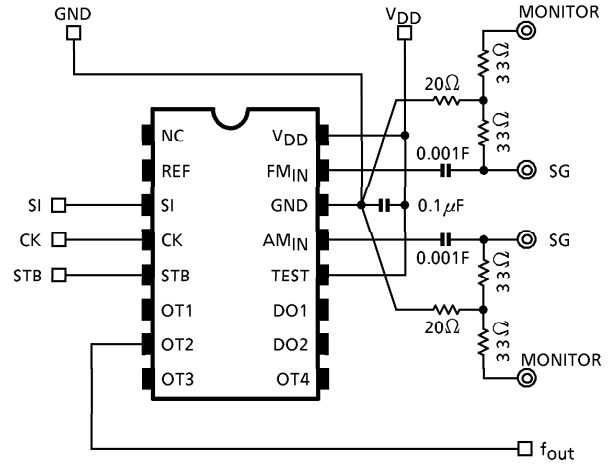 GND
VDD
MONITOR
33Ω
20Ω
33Ω
0.001F
SG
0.1μF
SG
0.001F
33Ω
20Ω
33Ω
MONITOR
SI
CK
STB
NC
REF
SI
CK
STB
OT1
OT2
OT3
VDD
FMIN
GND
AMIN
TEST
DO1
DO2
OT4
fout